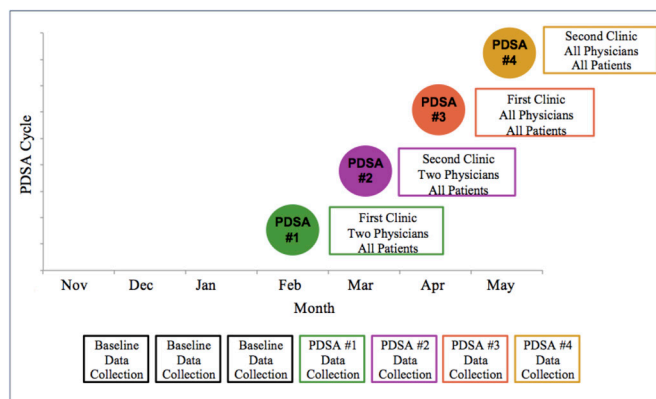 PDSA
#4
Second Clinic
All Physicians
All Patients
PDSA
#3
First Clinic
All Physicians
All Patients
PDSA Cycle
PDSA
#2
Second Clinic
Two Physicians
All Patients
PDSA
#1
First Clinic
Two Physicians
All Patients
Nov Dec Jan Feb Mar Apr May
Month
Baseline
Data
Collection
Baseline
Data
Collection
Baseline
Data
Collection
PDSA #1
Data
Collection
PDSA #2
Data
Collection
PDSA #3
Data
Collection
PDSA #4
Data
Collection